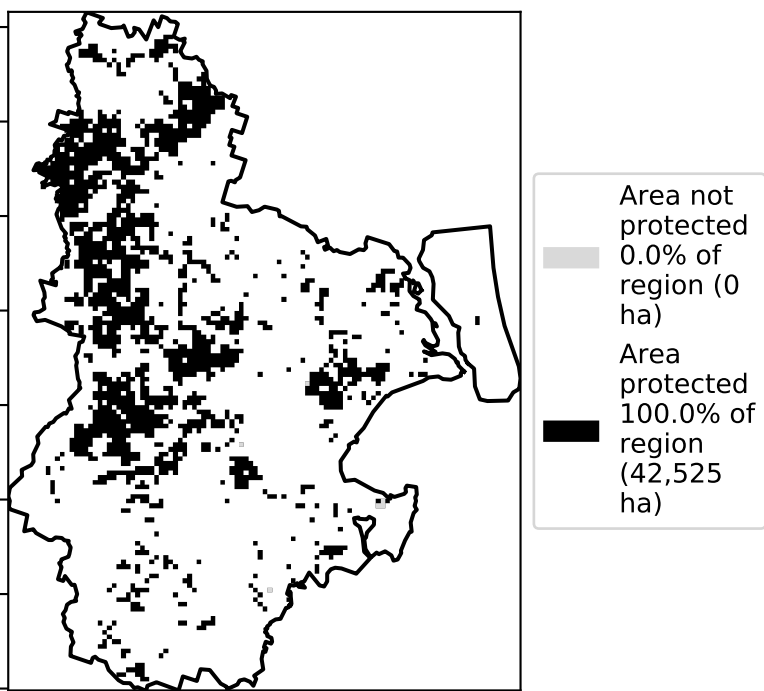 Area not
protected
0.0% of
region (0
ha)
Area
protected
100.0% of
region
(42,525
ha)